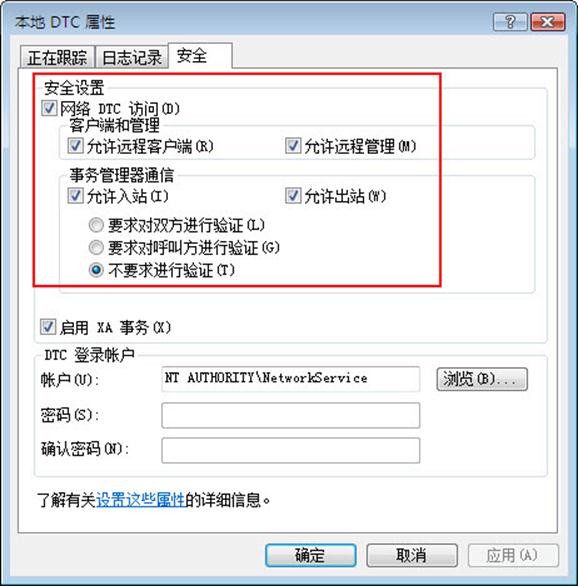 本地 DTC 属性
正在跟踪 日志记录 安全
安全设置
网络 DTC 访问(D)
客户端和管理
允许远程客户端(R) 允许远程管理(M)
事务管理器通信
允许入站(I) 允许出站(W)
要求对双方进行验证(L)
要求对呼叫方进行验证(G)
不要求进行验证(T)
启用 XA 事务(X)
DTC 登录帐户
帐户(U): NT AUTHORITY\NetworkService 浏览(B)...
密码(S):
确认密码(N):
了解有关设置这些属性的详细信息。
确定 取消 应用(A)